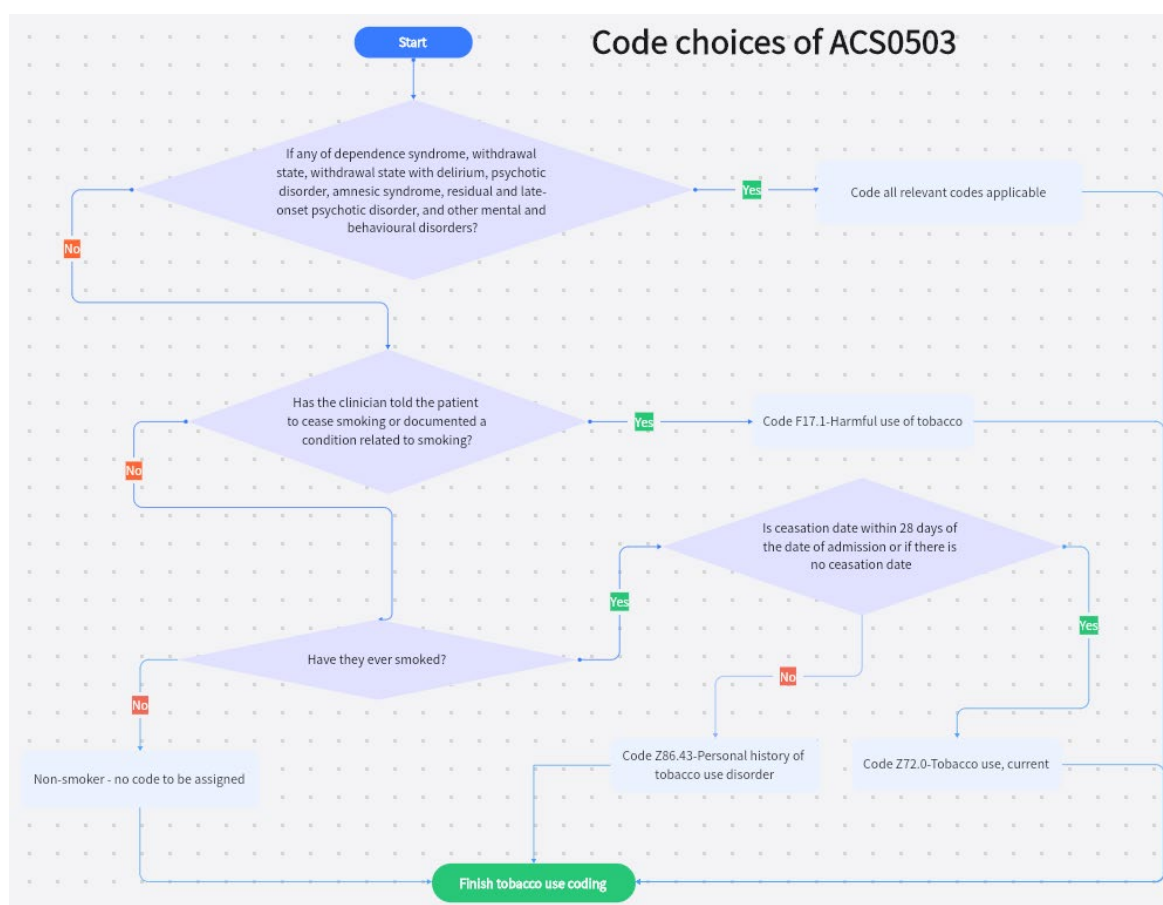 Code choices of ACS0503
Start
If any of dependence syndrome, withdrawal
state, withdrawal state with delirium, psychotic
disorder, amnesic syndrome, residual and late-
onset psychotic disorder, and other mental and
behavioural disorders?
Yes
Code all relevant codes applicable
No
Has the clinician told the patient
to cease smoking or documented a
condition related to smoking?
Yes
Code F17.1-Harmful use of tobacco
No
Is ceasation date within 28 days of
the date of admission or if there is
no ceasation date
Yes
Yes
Have they ever smoked?
No
No
Code Z86.43-Personal history of
tobacco use disorder
Code Z72.0-Tobacco use, current
Non-smoker - no code to be assigned
Finish tobacco use coding